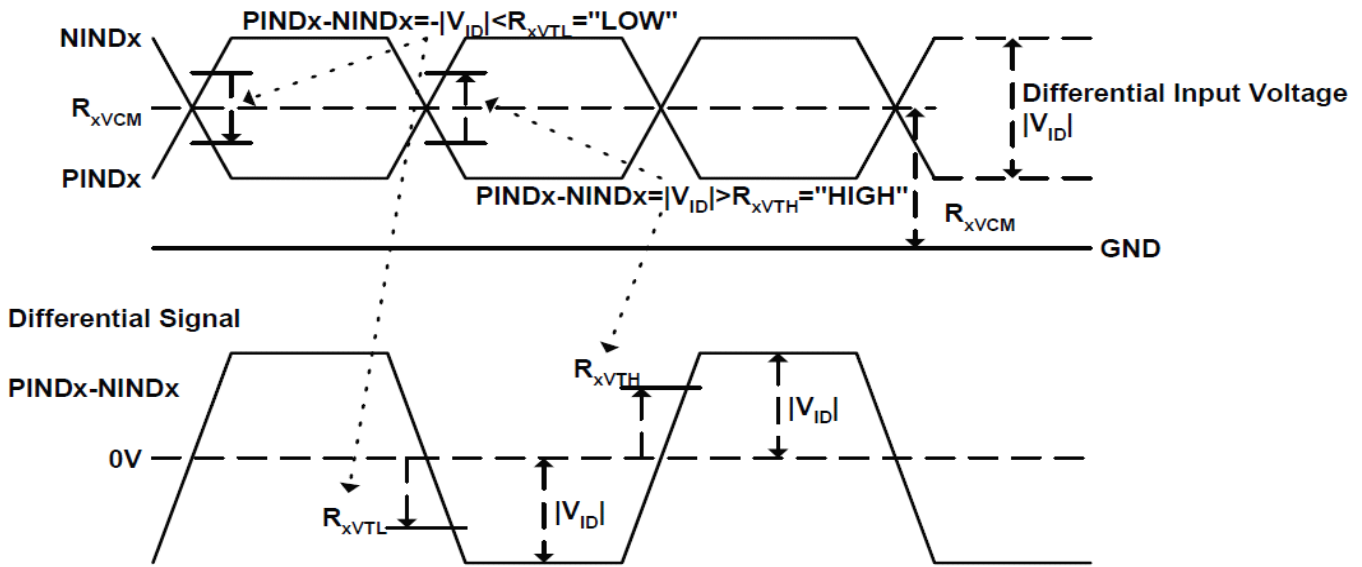 PINDx-NINDx=-|VID|<RxVTL="LOW"
NINDx
RxVCM
Differential Input Voltage
|VID|
PINDx
PINDx-NINDx=|VID|>RxVTH="HIGH"
RxVCM
GND
Differential Signal
RxVTH
PINDx-NINDx
|VID|
0V
RxVTL
|VID|